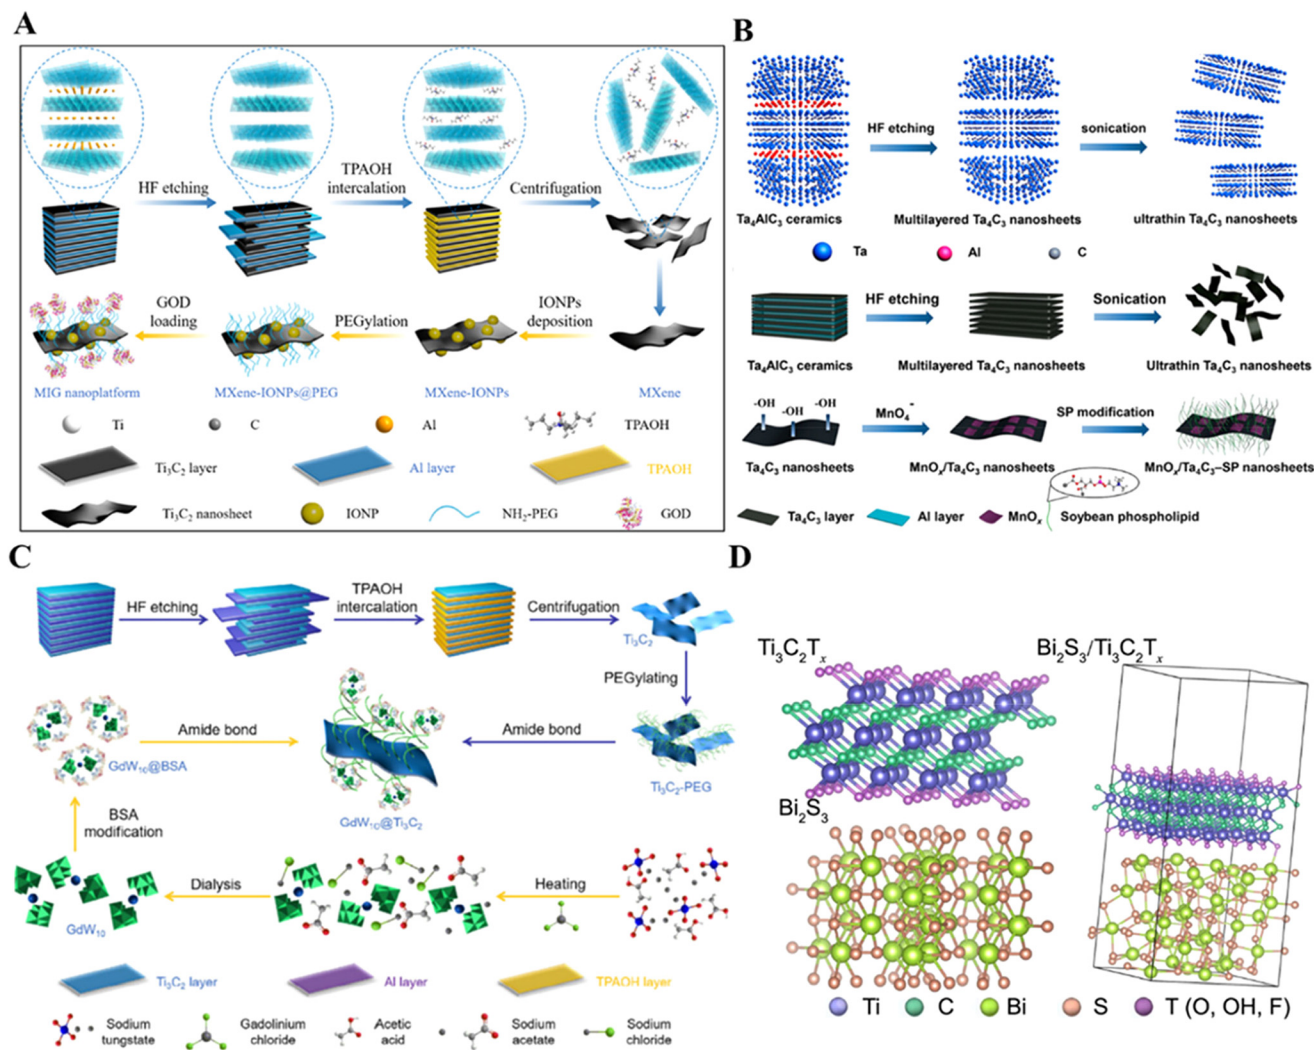 A
HF etching
TPAOH
intercalation
Centrifugation
GOD
loading
PEGylation
IONPs
deposition
MIG nanoplatform
MXene-IONPs@PEG
MXene-IONPs
MXene
Ti
C
Al
TPAOH
Ti₃C₂ layer
Al layer
TPAOH
Ti₃C₂ nanosheet
IONP
NH₂-PEG
GOD
B
HF etching
sonication
Ta₄AlC₃ ceramics
Multilayered Ta₄C₃ nanosheets
ultrathin Ta₄C₃ nanosheets
Ta
Al
C
HF etching
Sonication
Ta₄AlC₃ ceramics
Multilayered Ta₄C₃ nanosheets
Ultrathin Ta₄C₃ nanosheets
-OH
-OH
-OH
MnO₄⁻
SP modification
Ta₄C₃ nanosheets
MnOₓ/Ta₄C₃ nanosheets
MnOₓ/Ta₄C₃–SP nanosheets
Ta₄C₃ layer
Al layer
MnOₓ
Soybean phospholipid
C
HF etching
TPAOH
intercalation
Centrifugation
Ti₃C₂
PEGylating
Amide bond
Amide bond
GdW₁₀@BSA
Ti₃C₂-PEG
GdW₁₀@Ti₃C₂
BSA
modification
Dialysis
Heating
GdW₁₀
Ti₃C₂ layer
Al layer
TPAOH layer
Sodium
tungstate
Gadolinium
chloride
Acetic
acid
Sodium
acetate
Sodium
chloride
D
Ti₃C₂Tₓ
Bi₂S₃/Ti₃C₂Tₓ
Bi₂S₃
Ti
C
Bi
S
T (O, OH, F)